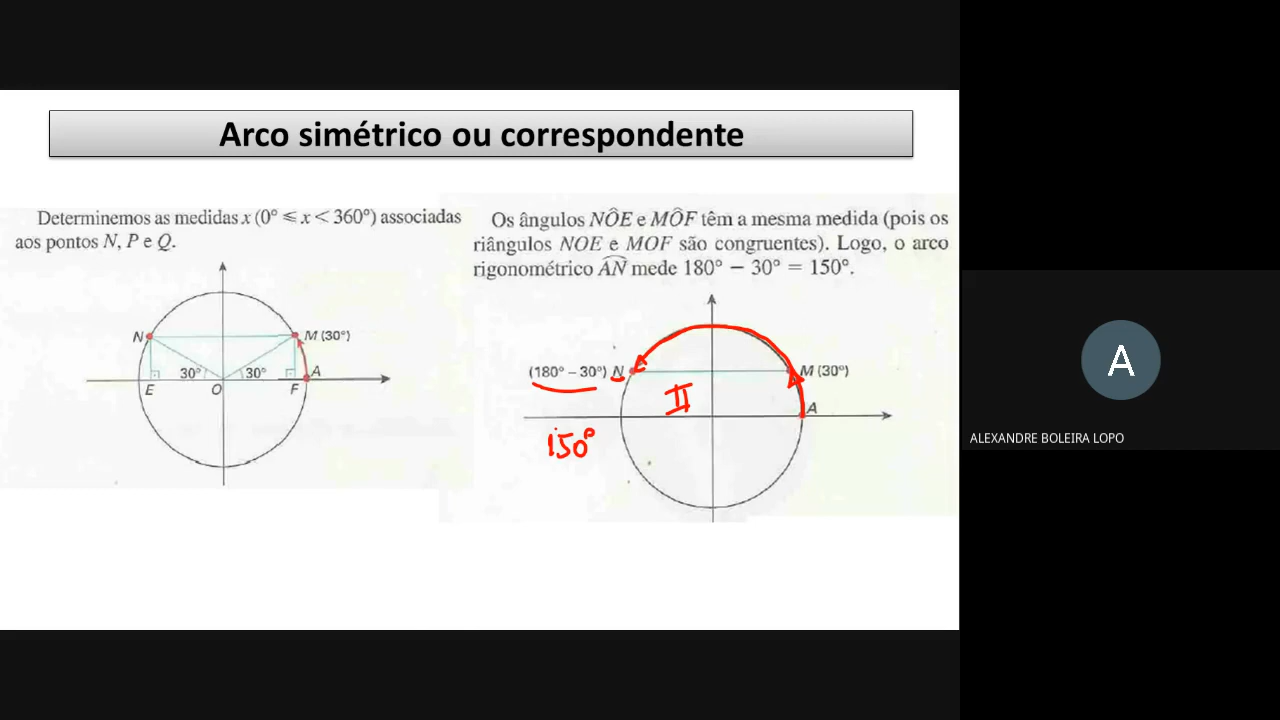 Arco simétrico ou correspondente
Determinemos as medidas x (0° ⩽ x < 360°) associadas
aos pontos N, P e Q.
N
M (30°)
30°
30°
A
E
O
F
Os ângulos NÔE e MÔF têm a mesma medida (pois os
riângulos NOE e MOF são congruentes). Logo, o arco
rigonométrico AN mede 180° − 30° = 150°.
(180° − 30°) N
M (30°)
II
A
150°
A
ALEXANDRE BOLEIRA LOPO